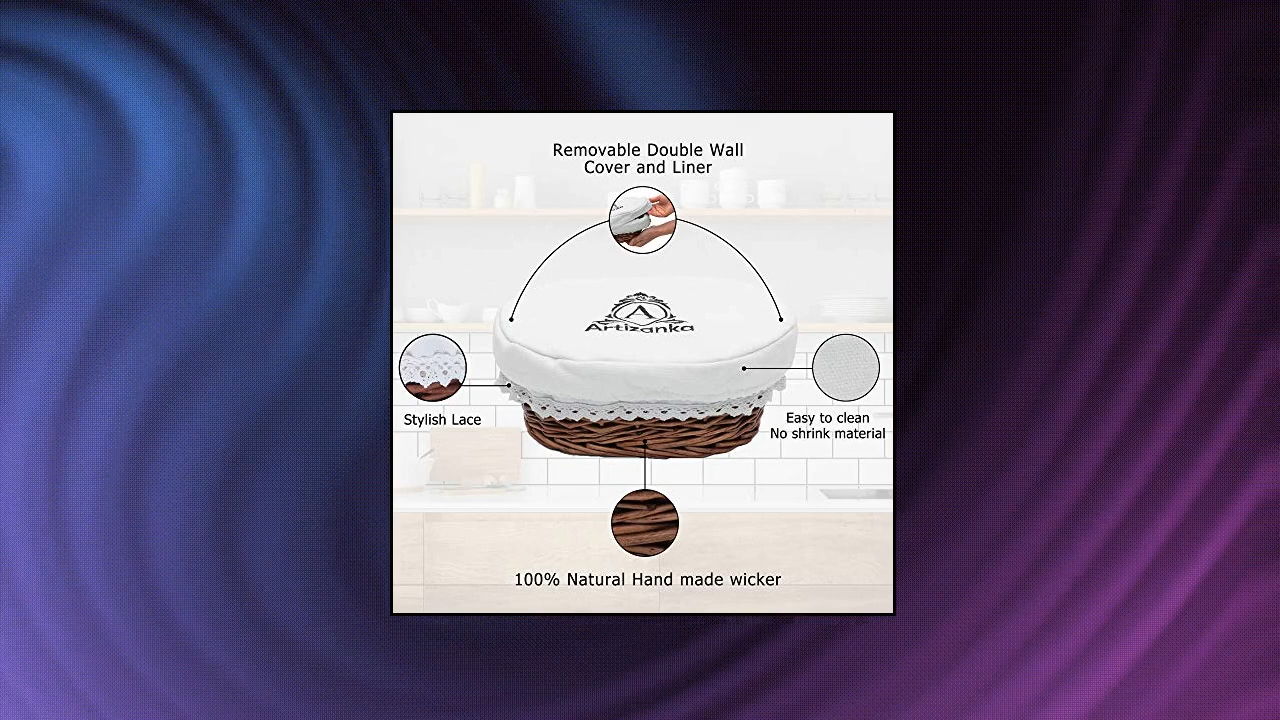 Removable Double Wall
Cover and Liner
A
Artizanka
Stylish Lace
Easy to clean
No shrink material
100% Natural Hand made wicker